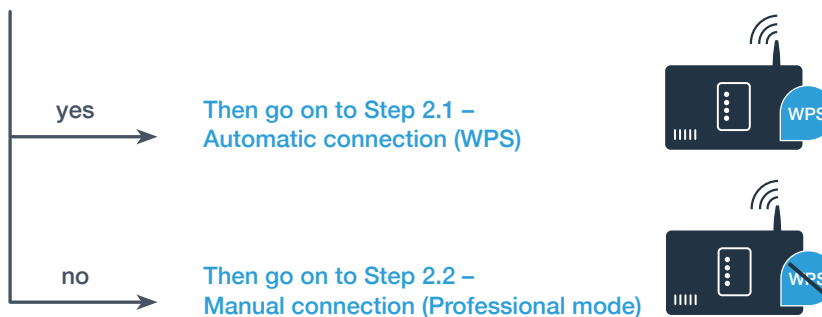 yes
Then go on to Step 2.1 –
Automatic connection (WPS)
WPS
no
Then go on to Step 2.2 –
Manual connection (Professional mode)
WPS